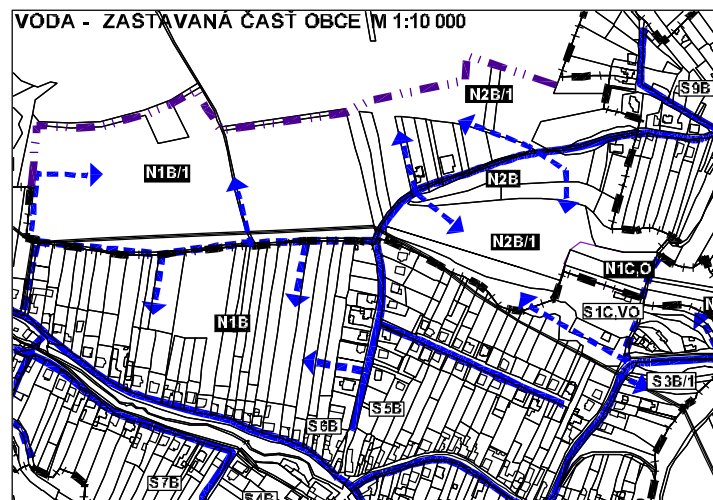 VODA - ZASTAVANÁ ČASŤ OBCE M 1:10 000
S9B
N2B/1
N1B/1
N2B
N2B/1
N1C,O
S1C,VO
N1B
S3B/1
S5B
S6B
S7B
S4B